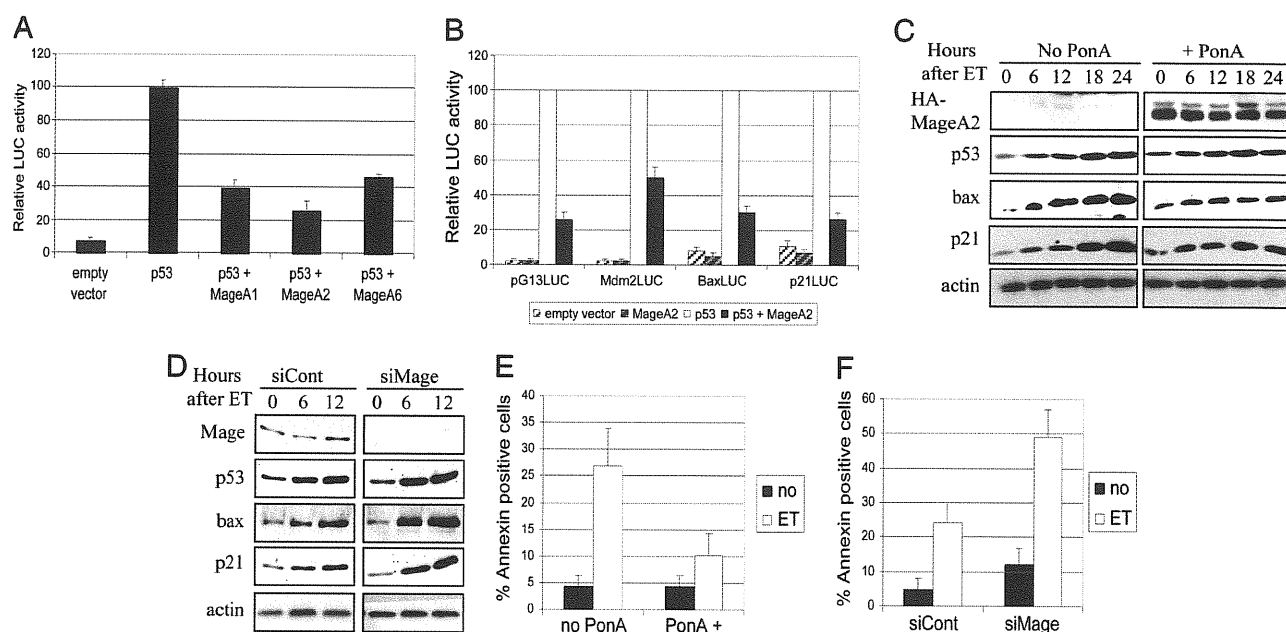 A
Relative LUC activity
120
100
80
60
40
20
0
empty vector
p53
p53 + MageA1
p53 + MageA2
p53 + MageA6
B
Relative LUC activity
120
100
80
60
40
20
0
pG13LUC
Mdm2LUC
BaxLUC
p21LUC
empty vector
MageA2
p53
p53 + MageA2
C
Hours after ET
No PonA
+ PonA
0 6 12 18 24
0 6 12 18 24
HA-MageA2
p53
bax
p21
actin
D
Hours after ET
siCont
siMage
0 6 12
0 6 12
Mage
p53
bax
p21
actin
E
% Annexin positive cells
40
35
30
25
20
15
10
5
0
no PonA
PonA +
no
ET
F
% Annexin positive cells
60
50
40
30
20
10
0
siCont
siMage
no
ET